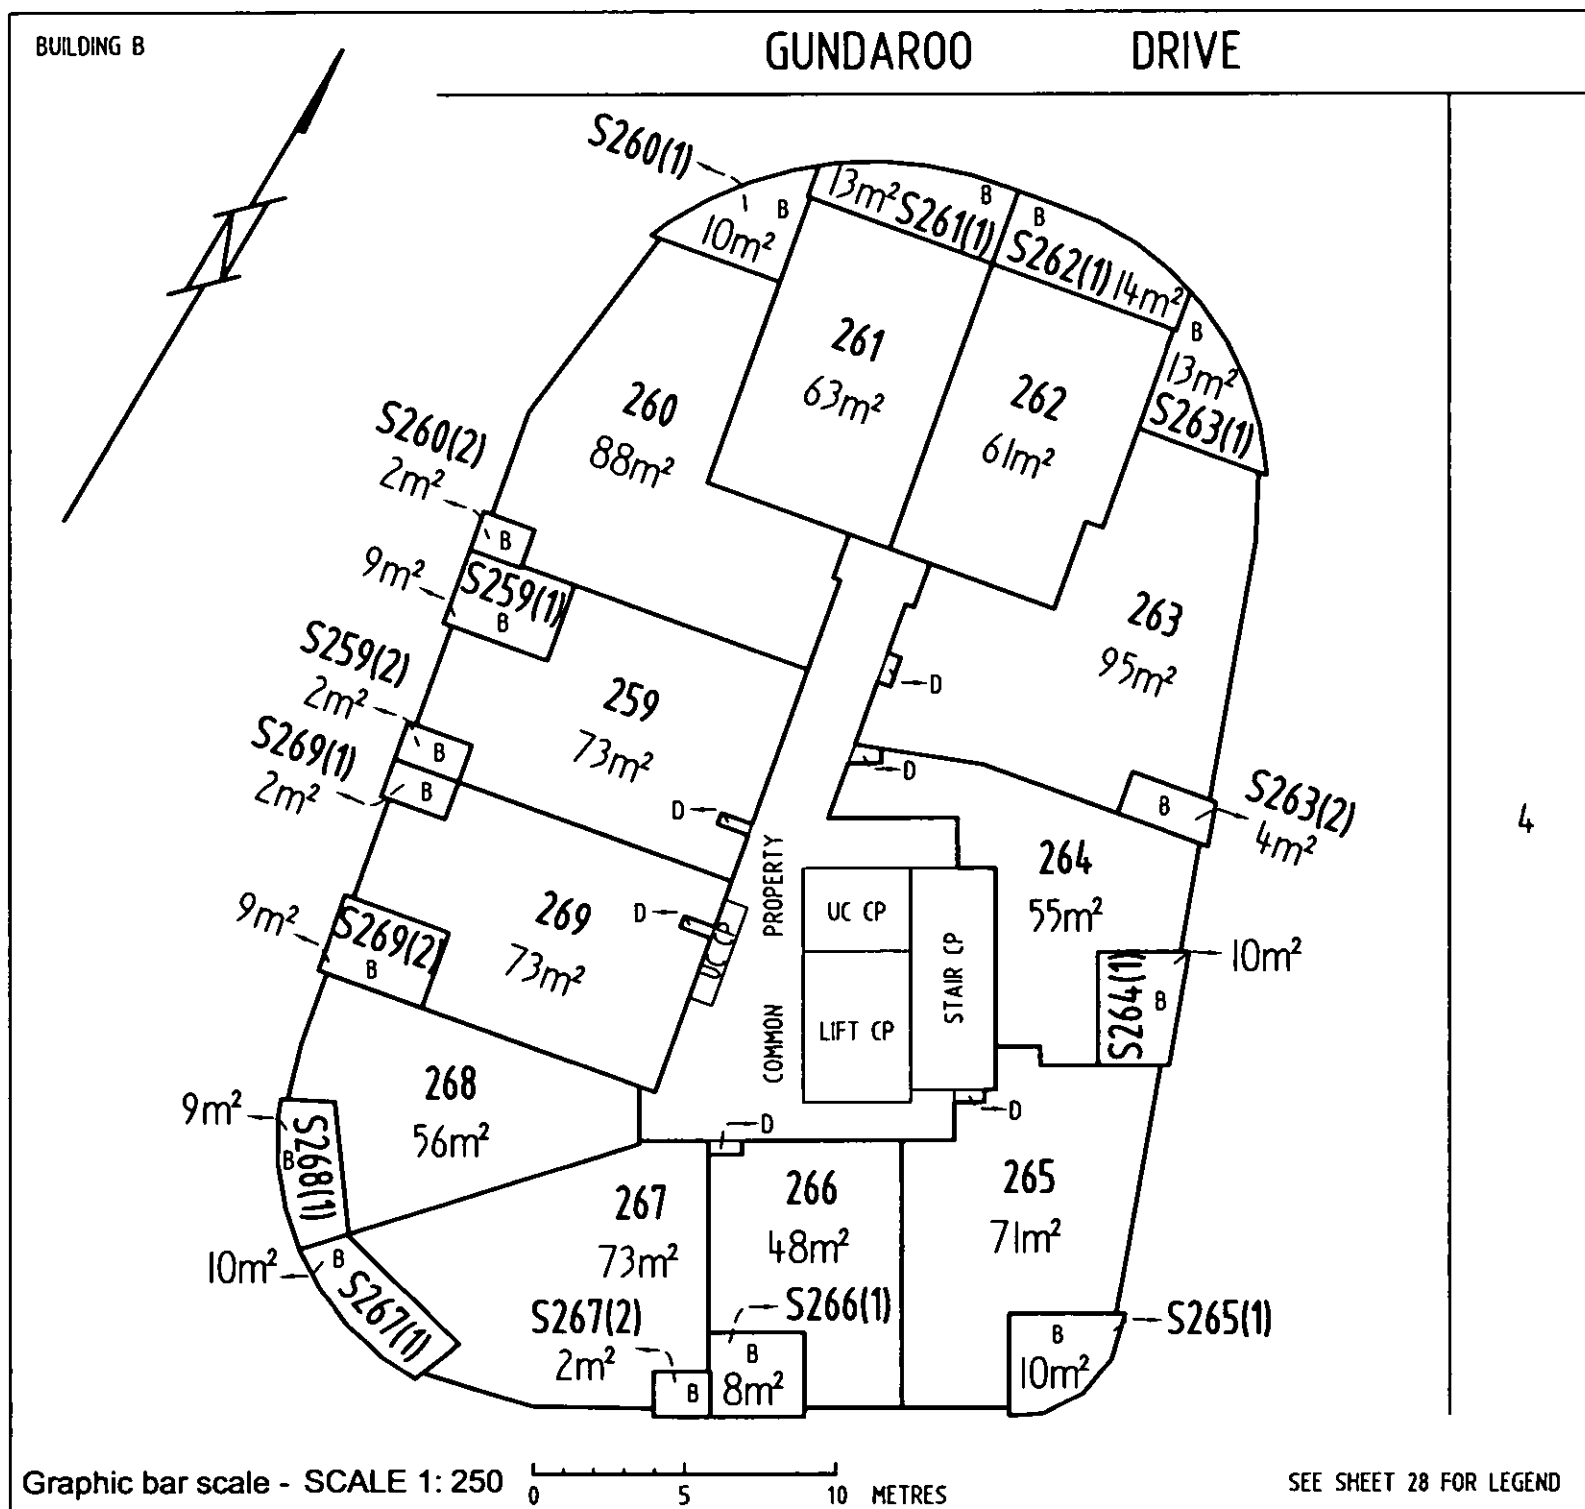 BUILDING B
GUNDAROO DRIVE
S260(1)
B
10m²
13m²
B
S261(1)
B
S262(1) 14m²
B
13m²
S263(1)
261
63m²
262
61m²
260
88m²
S260(2)
2m²
B
9m²
S259(1)
B
263
95m²
D
S259(2)
2m²
B
259
73m²
S269(1)
2m²
B
D
D
S263(2)
4m²
B
4
264
55m²
COMMON PROPERTY
UC CP
STAIR CP
LIFT CP
UC CP
D
269
73m²
9m²
S269(2)
B
10m²
S264(1)
B
268
56m²
9m²
S268(1)
B
D
D
267
73m²
266
48m²
265
71m²
10m²
B
S267(1)
S267(2)
2m²
B
S266(1)
B
8m²
S265(1)
B
10m²
Graphic bar scale - SCALE 1: 250
0 5 10 METRES
SEE SHEET 28 FOR LEGEND
N